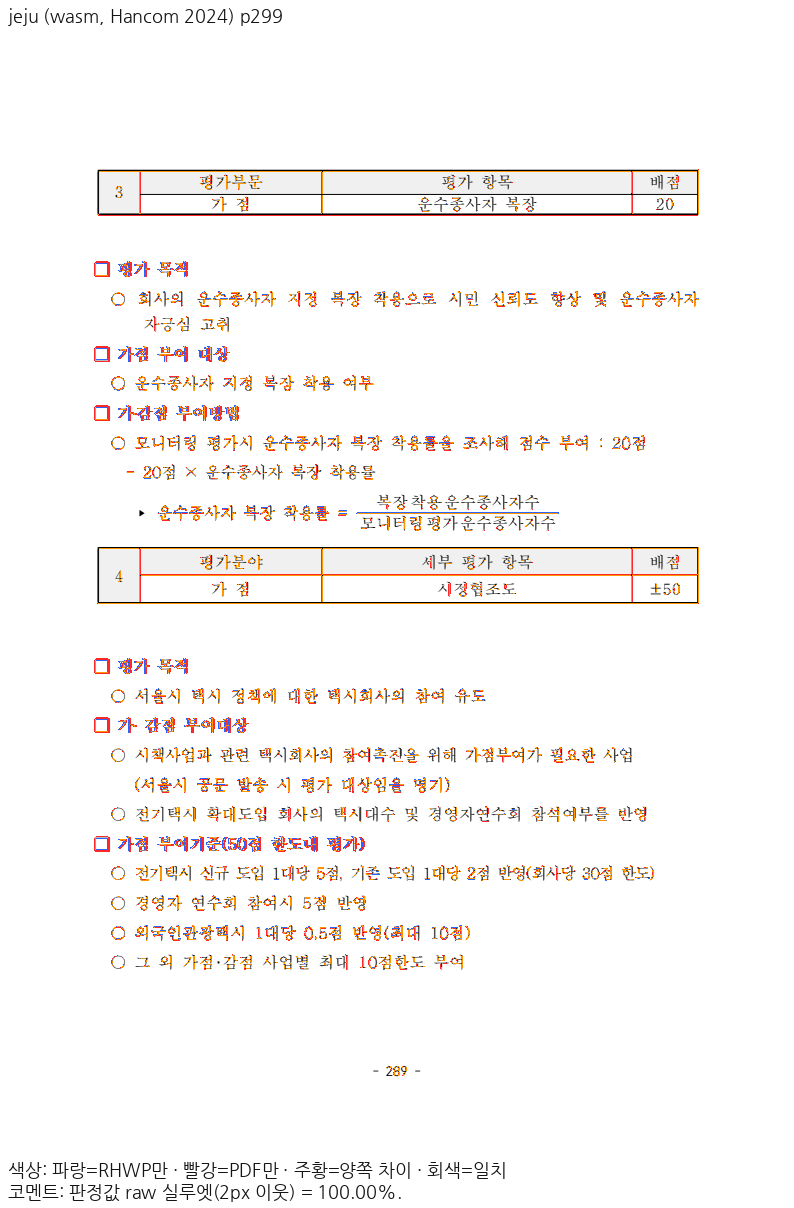 jeju (wasm, Hancom 2024) p299
3 평가부문 평가 항목 배점
가 점 운수종사자 복장 20
□ 평가 목적
○ 회사의 운수종사자 지정 복장 착용으로 시민 신뢰도 향상 및 운수종사자
자긍심 고취
□ 가점 부여 대상
○ 운수종사자 지정 복장 착용 여부
□ 가감점 부여방법
○ 모니터링 평가시 운수종사자 복장 착용률을 조사해 점수 부여 : 20점
- 20점 × 운수종사자 복장 착용률
▸ 운수종사자 복장 착용률 = 복장착용운수종사자수
모니터링평가운수종사자수
4 평가분야 세부 평가 항목 배점
가 점 시정협조도 ±50
□ 평가 목적
○ 서울시 택시 정책에 대한 택시회사의 참여 유도
□ 가· 감점 부여대상
○ 시책사업과 관련 택시회사의 참여촉진을 위해 가점부여가 필요한 사업
(서울시 공문 발송 시 평가 대상임을 명기)
○ 전기택시 확대도입 회사의 택시대수 및 경영자연수회 참석여부를 반영
□ 가점 부여기준(50점 한도내 평가)
○ 전기택시 신규 도입 1대당 5점, 기존 도입 1대당 2점 반영(회사당 30점 한도)
○ 경영자 연수회 참여시 5점 반영
○ 외국인관광택시 1대당 0.5점 반영(최대 10점)
○ 그 외 가점·감점 사업별 최대 10점한도 부여
- 289 -
색상: 파랑=RHWP만 · 빨강=PDF만 · 주황=양쪽 차이 · 회색=일치
코멘트: 판정값 raw 실루엣(2px 이웃) = 100.00%.